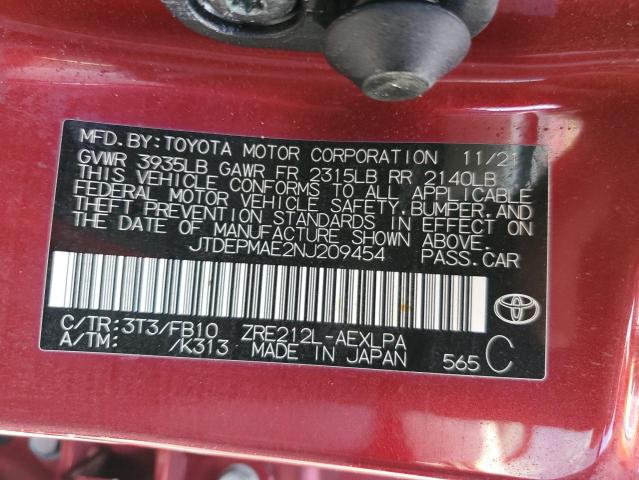 MFD. BY: TOYOTA MOTOR CORPORATION 11/21
GVWR 3935LB GAWR FR 2315LB RR 2140LB
THIS VEHICLE CONFORMS TO ALL APPLICABLE
FEDERAL MOTOR VEHICLE SAFETY, BUMPER, AND
THEFT PREVENTION STANDARDS IN EFFECT ON
THE DATE OF MANUFACTURE SHOWN ABOVE.
JTDEPMAE2NJ209454 PASS.CAR
C/TR: 3T3/FB10 ZRE212L-AEXLPA
A/TM: /K313 MADE IN JAPAN 565 C